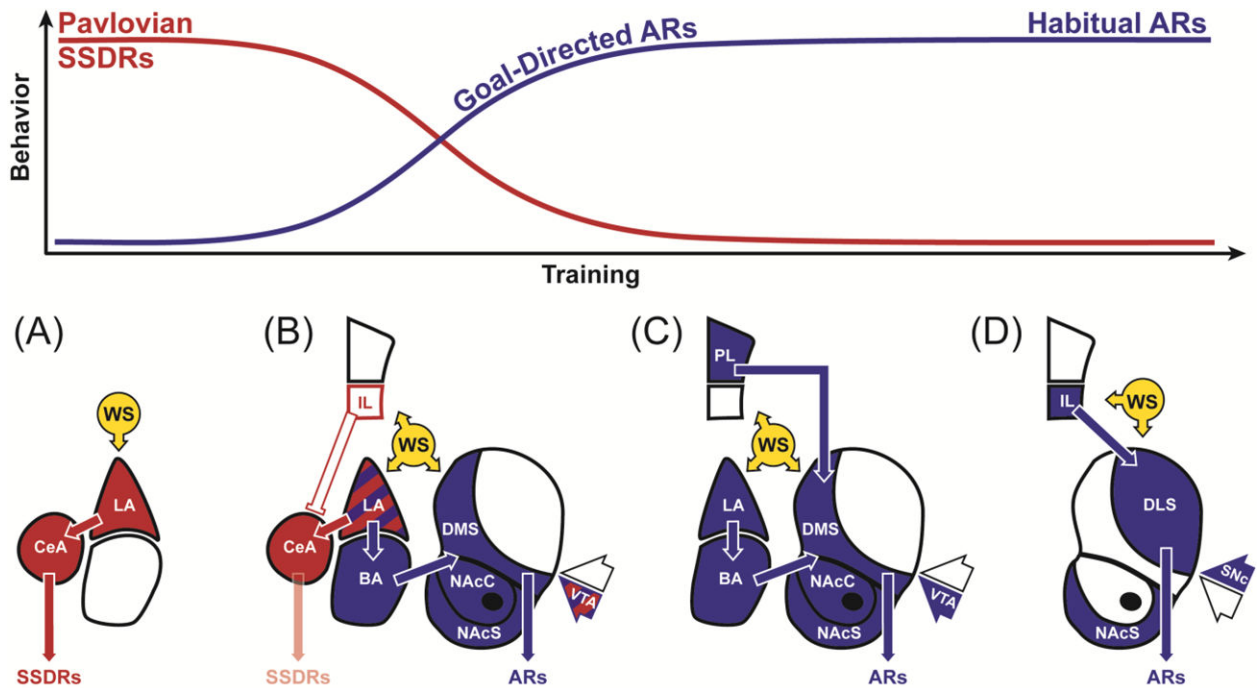 Pavlovian
SSDRs
Goal-Directed ARs
Habitual ARs
Behavior
Training
(A)
WS
LA
CeA
SSDRs
(B)
IL
WS
LA
CeA
DMS
BA
NAcC
VTA
NAcS
SSDRs
ARs
(C)
PL
WS
LA
DMS
BA
NAcC
VTA
NAcS
ARs
(D)
IL
WS
DLS
SNc
NAcS
ARs